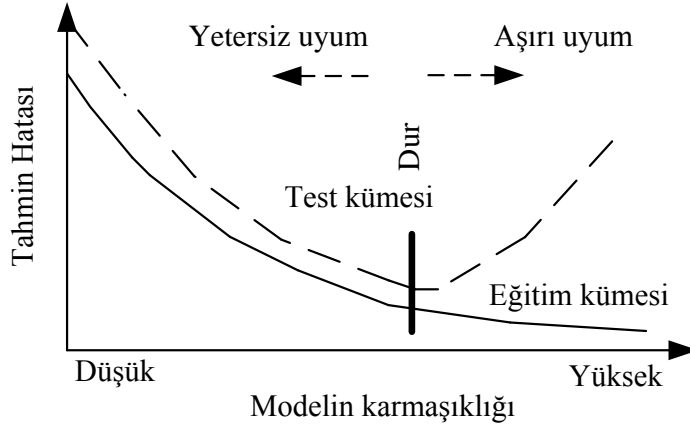 Yetersiz uyum
Aşırı uyum
Tahmin Hatası
Dur
Test kümesi
Eğitim kümesi
Düşük
Yüksek
Modelin karmaşıklığı